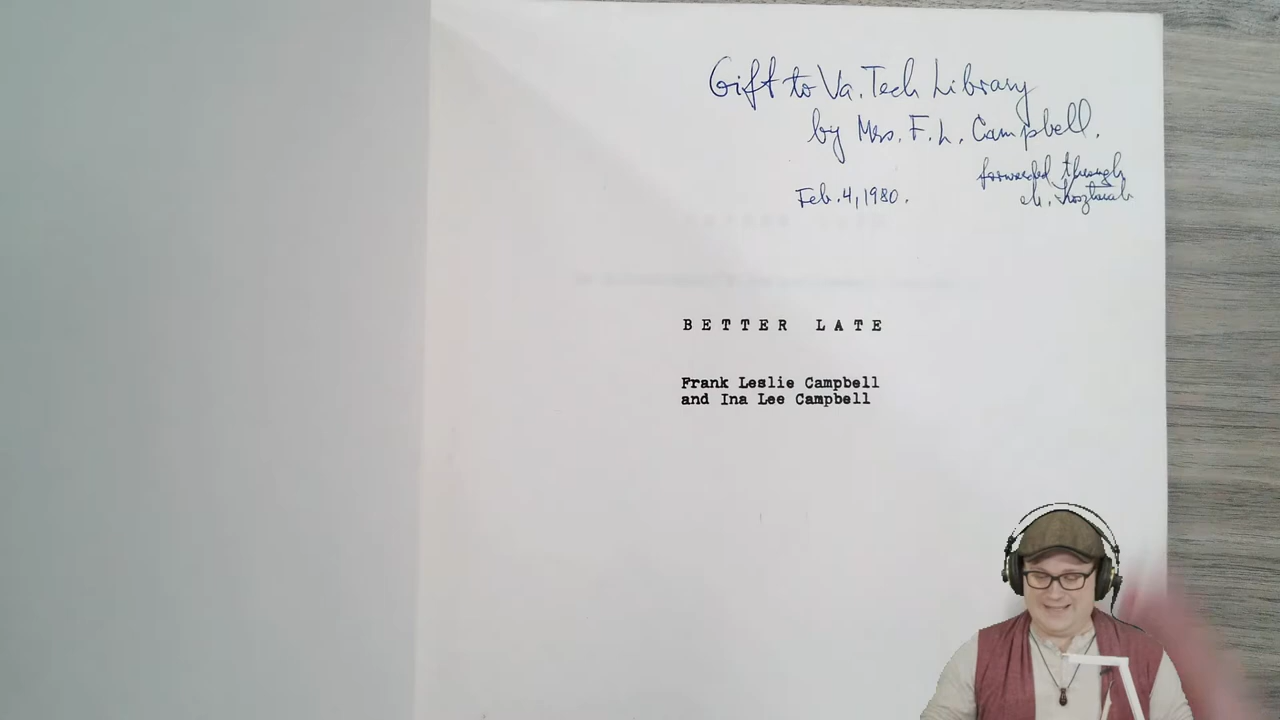 Gift to Va. Tech Library
by Mrs. F. L. Campbell.
forwarded through
Feb. 4, 1980.
M. Kosztarab
BETTER LATE
Frank Leslie Campbell
and Ina Lee Campbell